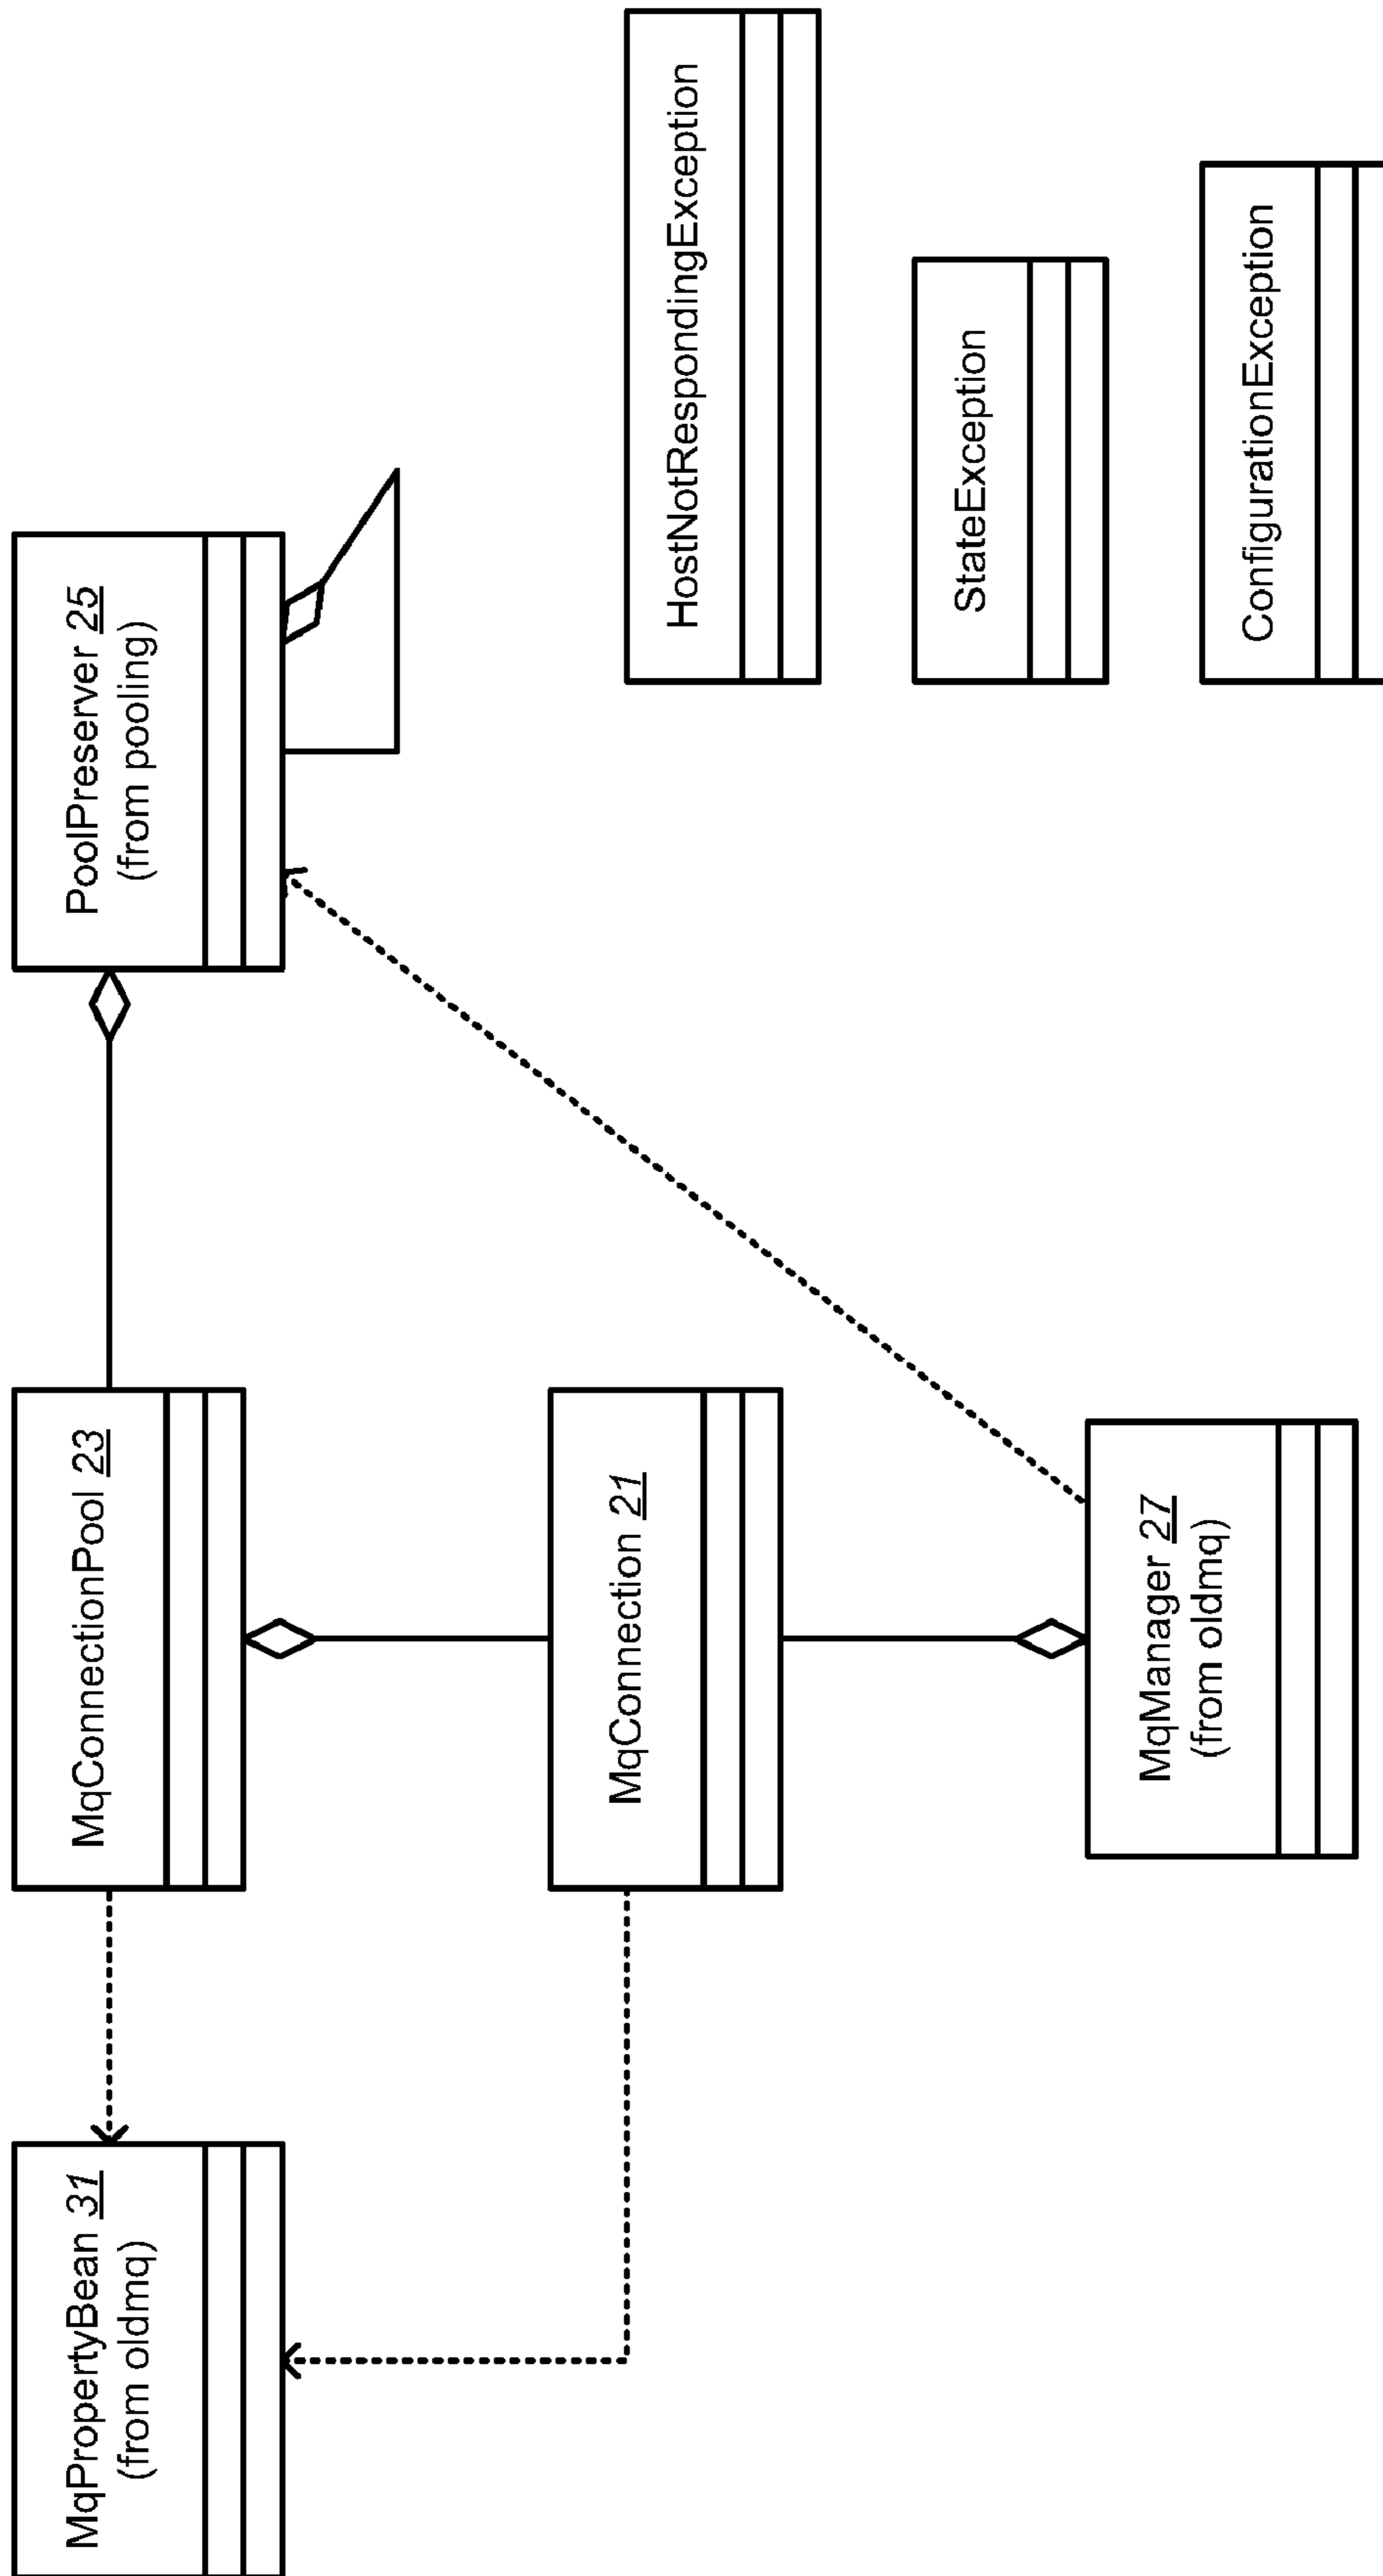 MqPropertyBean 31
(from oldmq)
MqConnectionPool 23
PoolPreserver 25
(from pooling)
MqConnection 21
MqManager 27
(from oldmq)
HostNotRespondingException
StateException
ConfigurationException